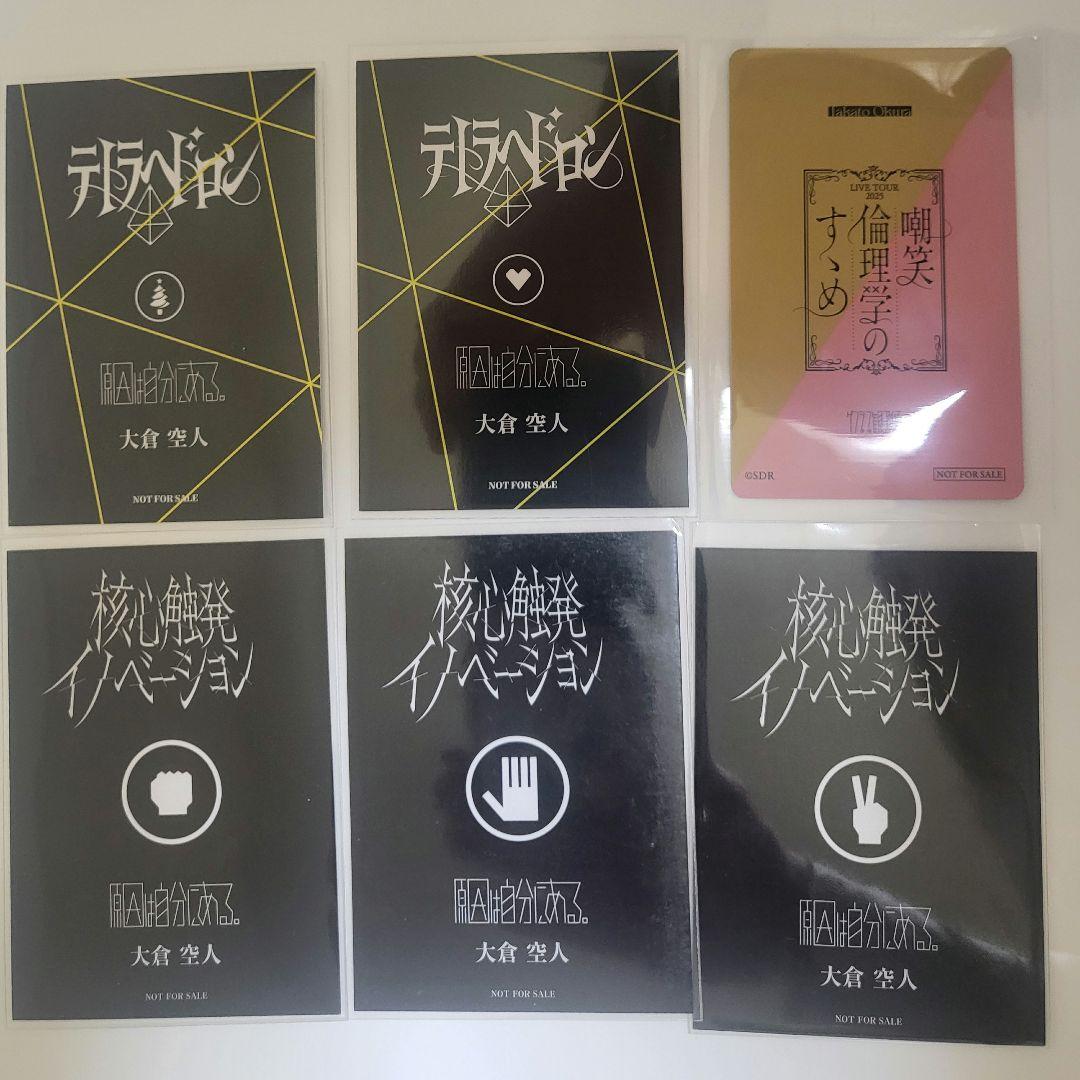 テトラヘドロン
原因は自分にある。
大倉 空人
NOT FOR SALE
テトラヘドロン
原因は自分にある。
大倉 空人
NOT FOR SALE
Takato Okura
LIVE TOUR
2025
嘲笑
倫理学の
すゝめ
©SDR
NOT FOR SALE
核心触発
イノベーション
原因は自分にある。
大倉 空人
NOT FOR SALE
核心触発
イノベーション
原因は自分にある。
大倉 空人
NOT FOR SALE
核心触発
イノベーション
原因は自分にある。
大倉 空人
NOT FOR SALE